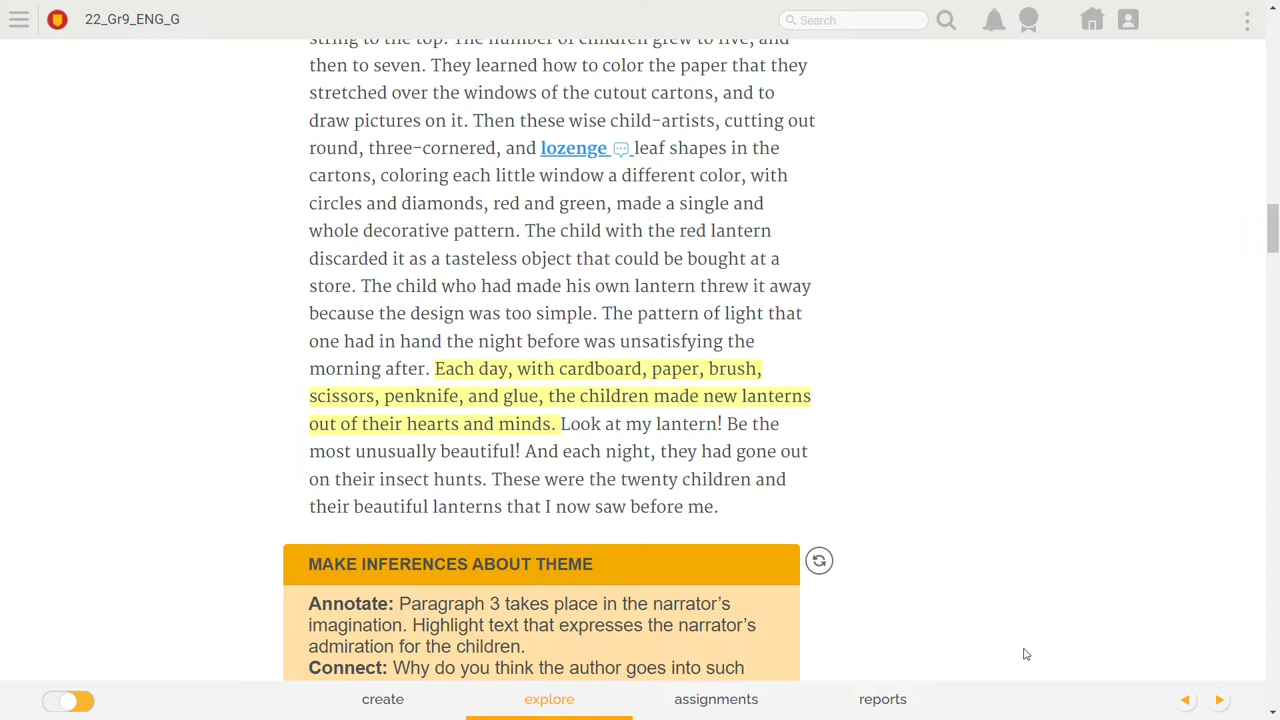 22_Gr9_ENG_G
Search
string to the top. The number of children grew to five, and
then to seven. They learned how to color the paper that they
stretched over the windows of the cutout cartons, and to
draw pictures on it. Then these wise child-artists, cutting out
round, three-cornered, and lozenge leaf shapes in the
cartons, coloring each little window a different color, with
circles and diamonds, red and green, made a single and
whole decorative pattern. The child with the red lantern
discarded it as a tasteless object that could be bought at a
store. The child who had made his own lantern threw it away
because the design was too simple. The pattern of light that
one had in hand the night before was unsatisfying the
morning after. Each day, with cardboard, paper, brush,
scissors, penknife, and glue, the children made new lanterns
out of their hearts and minds. Look at my lantern! Be the
most unusually beautiful! And each night, they had gone out
on their insect hunts. These were the twenty children and
their beautiful lanterns that I now saw before me.
MAKE INFERENCES ABOUT THEME
Annotate: Paragraph 3 takes place in the narrator’s
imagination. Highlight text that expresses the narrator’s
admiration for the children.
Connect: Why do you think the author goes into such
create
explore
assignments
reports